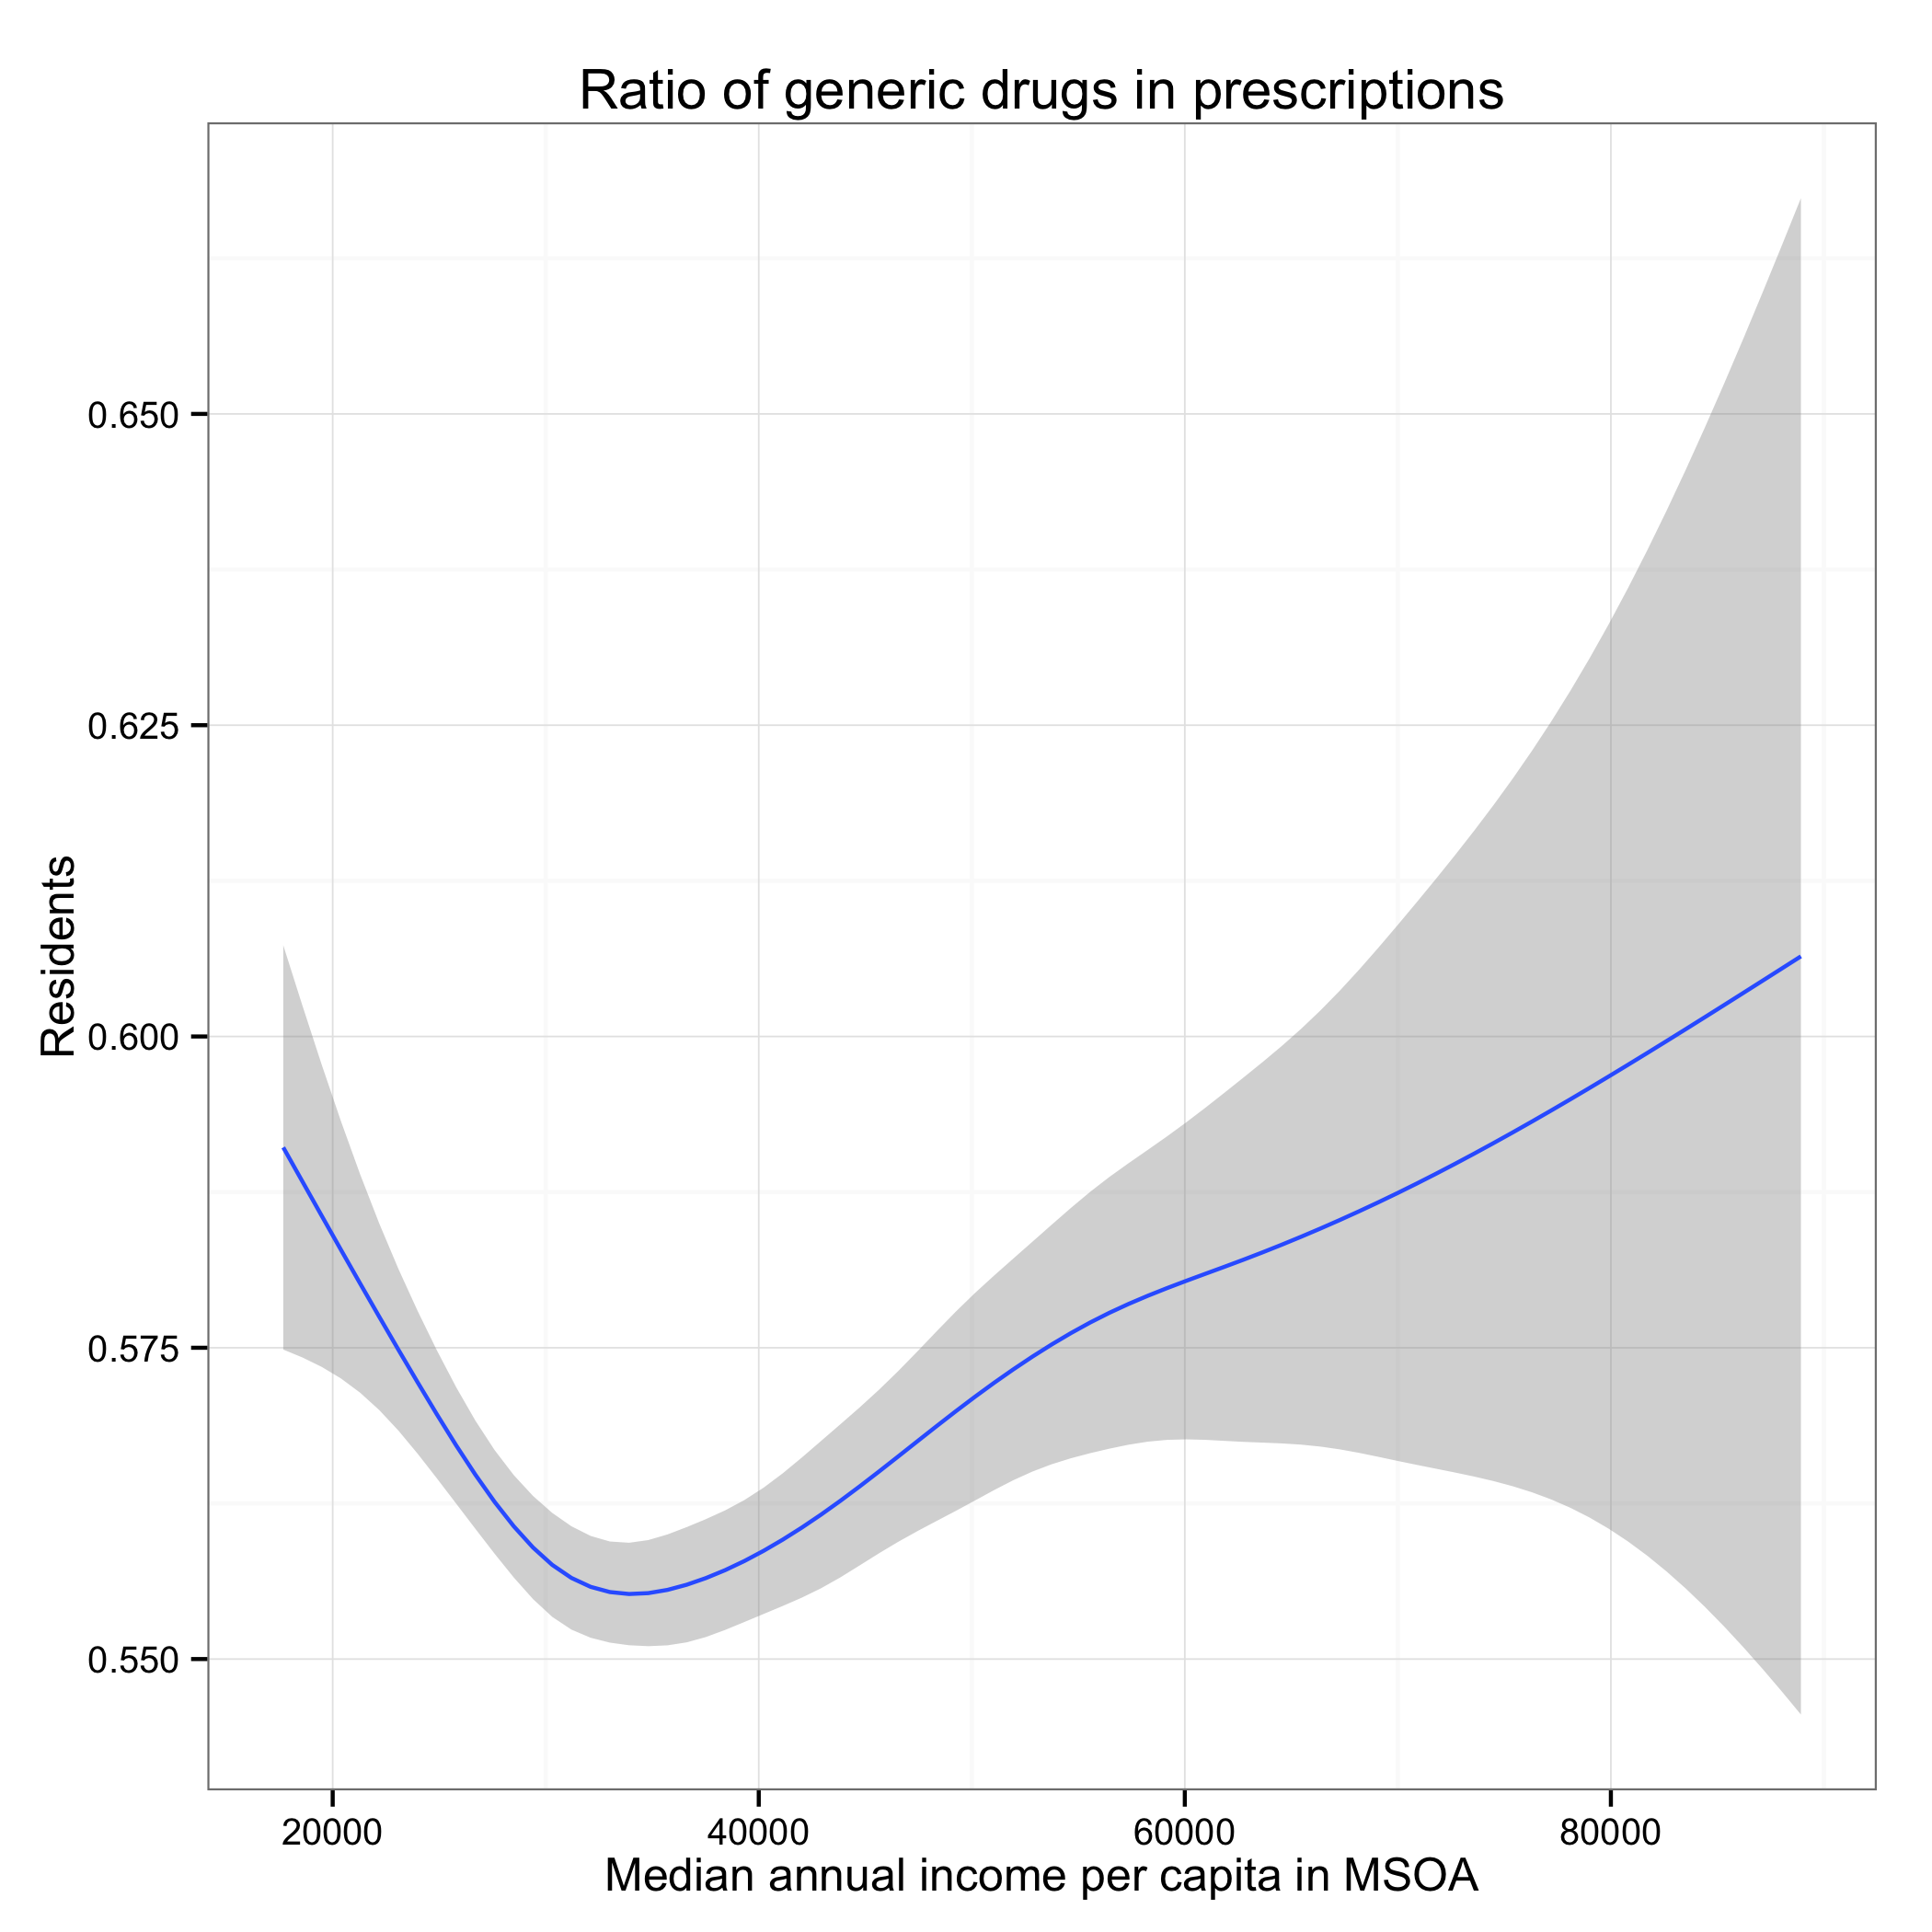 Ratio of generic drugs in prescriptions
Residents
0.650
0.625
0.600
0.575
0.550
20000 40000 60000 80000
Median annual income per capita in MSOA